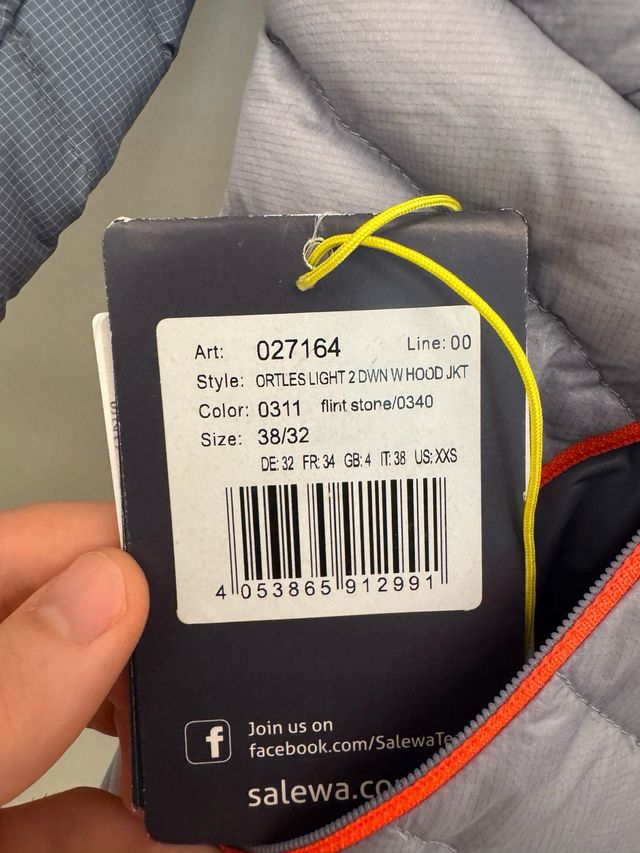 Art: 027164 Line: 00
Style: ORTLES LIGHT 2 DWN W HOOD JKT
Color: 0311 flint stone/0340
Size: 38/32
DE: 32 FR: 34 GB: 4 IT: 38 US: XXS
4 053865 912991
f Join us on
facebook.com/SalewaTe
salewa.co